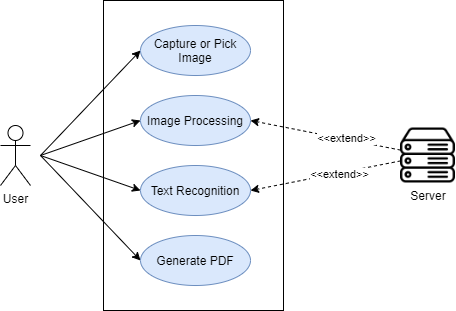 Capture or Pick
Image
Image Processing
<<extend>>
<<extend>>
Text Recognition
User
Server
Generate PDF